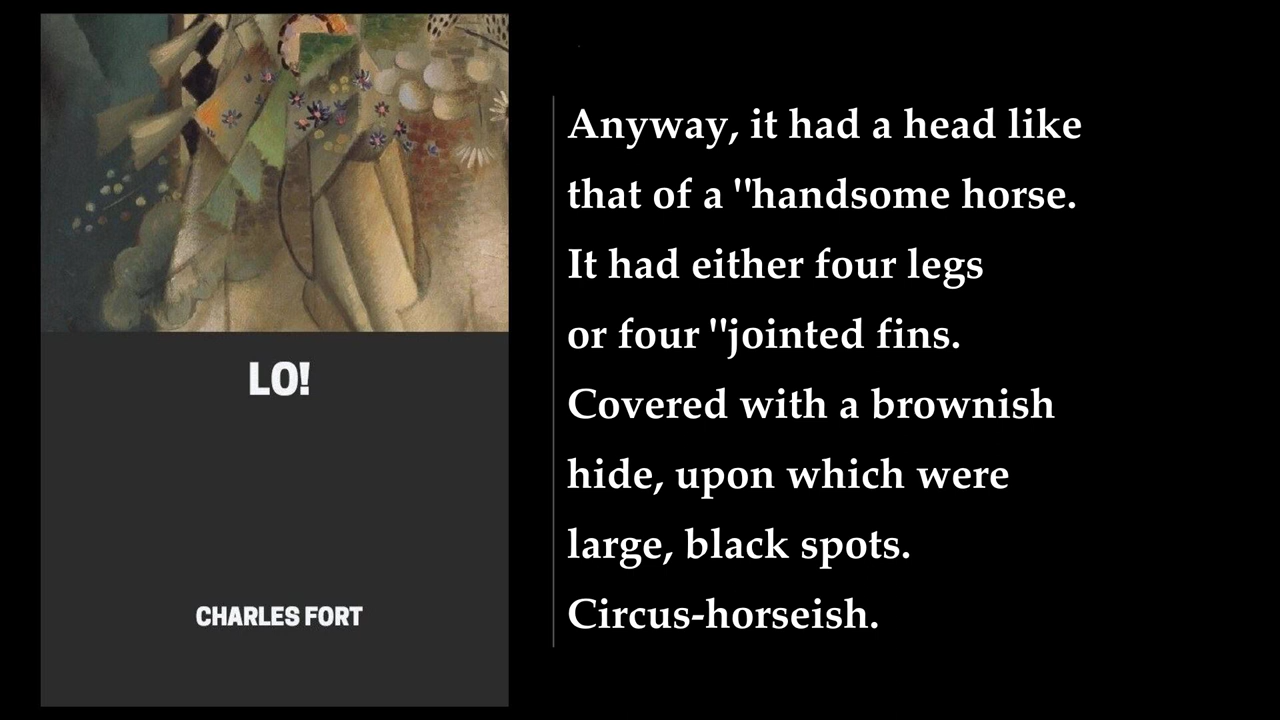 LO!
CHARLES FORT
Anyway, it had a head like
that of a "handsome horse.
It had either four legs
or four "jointed fins.
Covered with a brownish
hide, upon which were
large, black spots.
Circus-horseish.